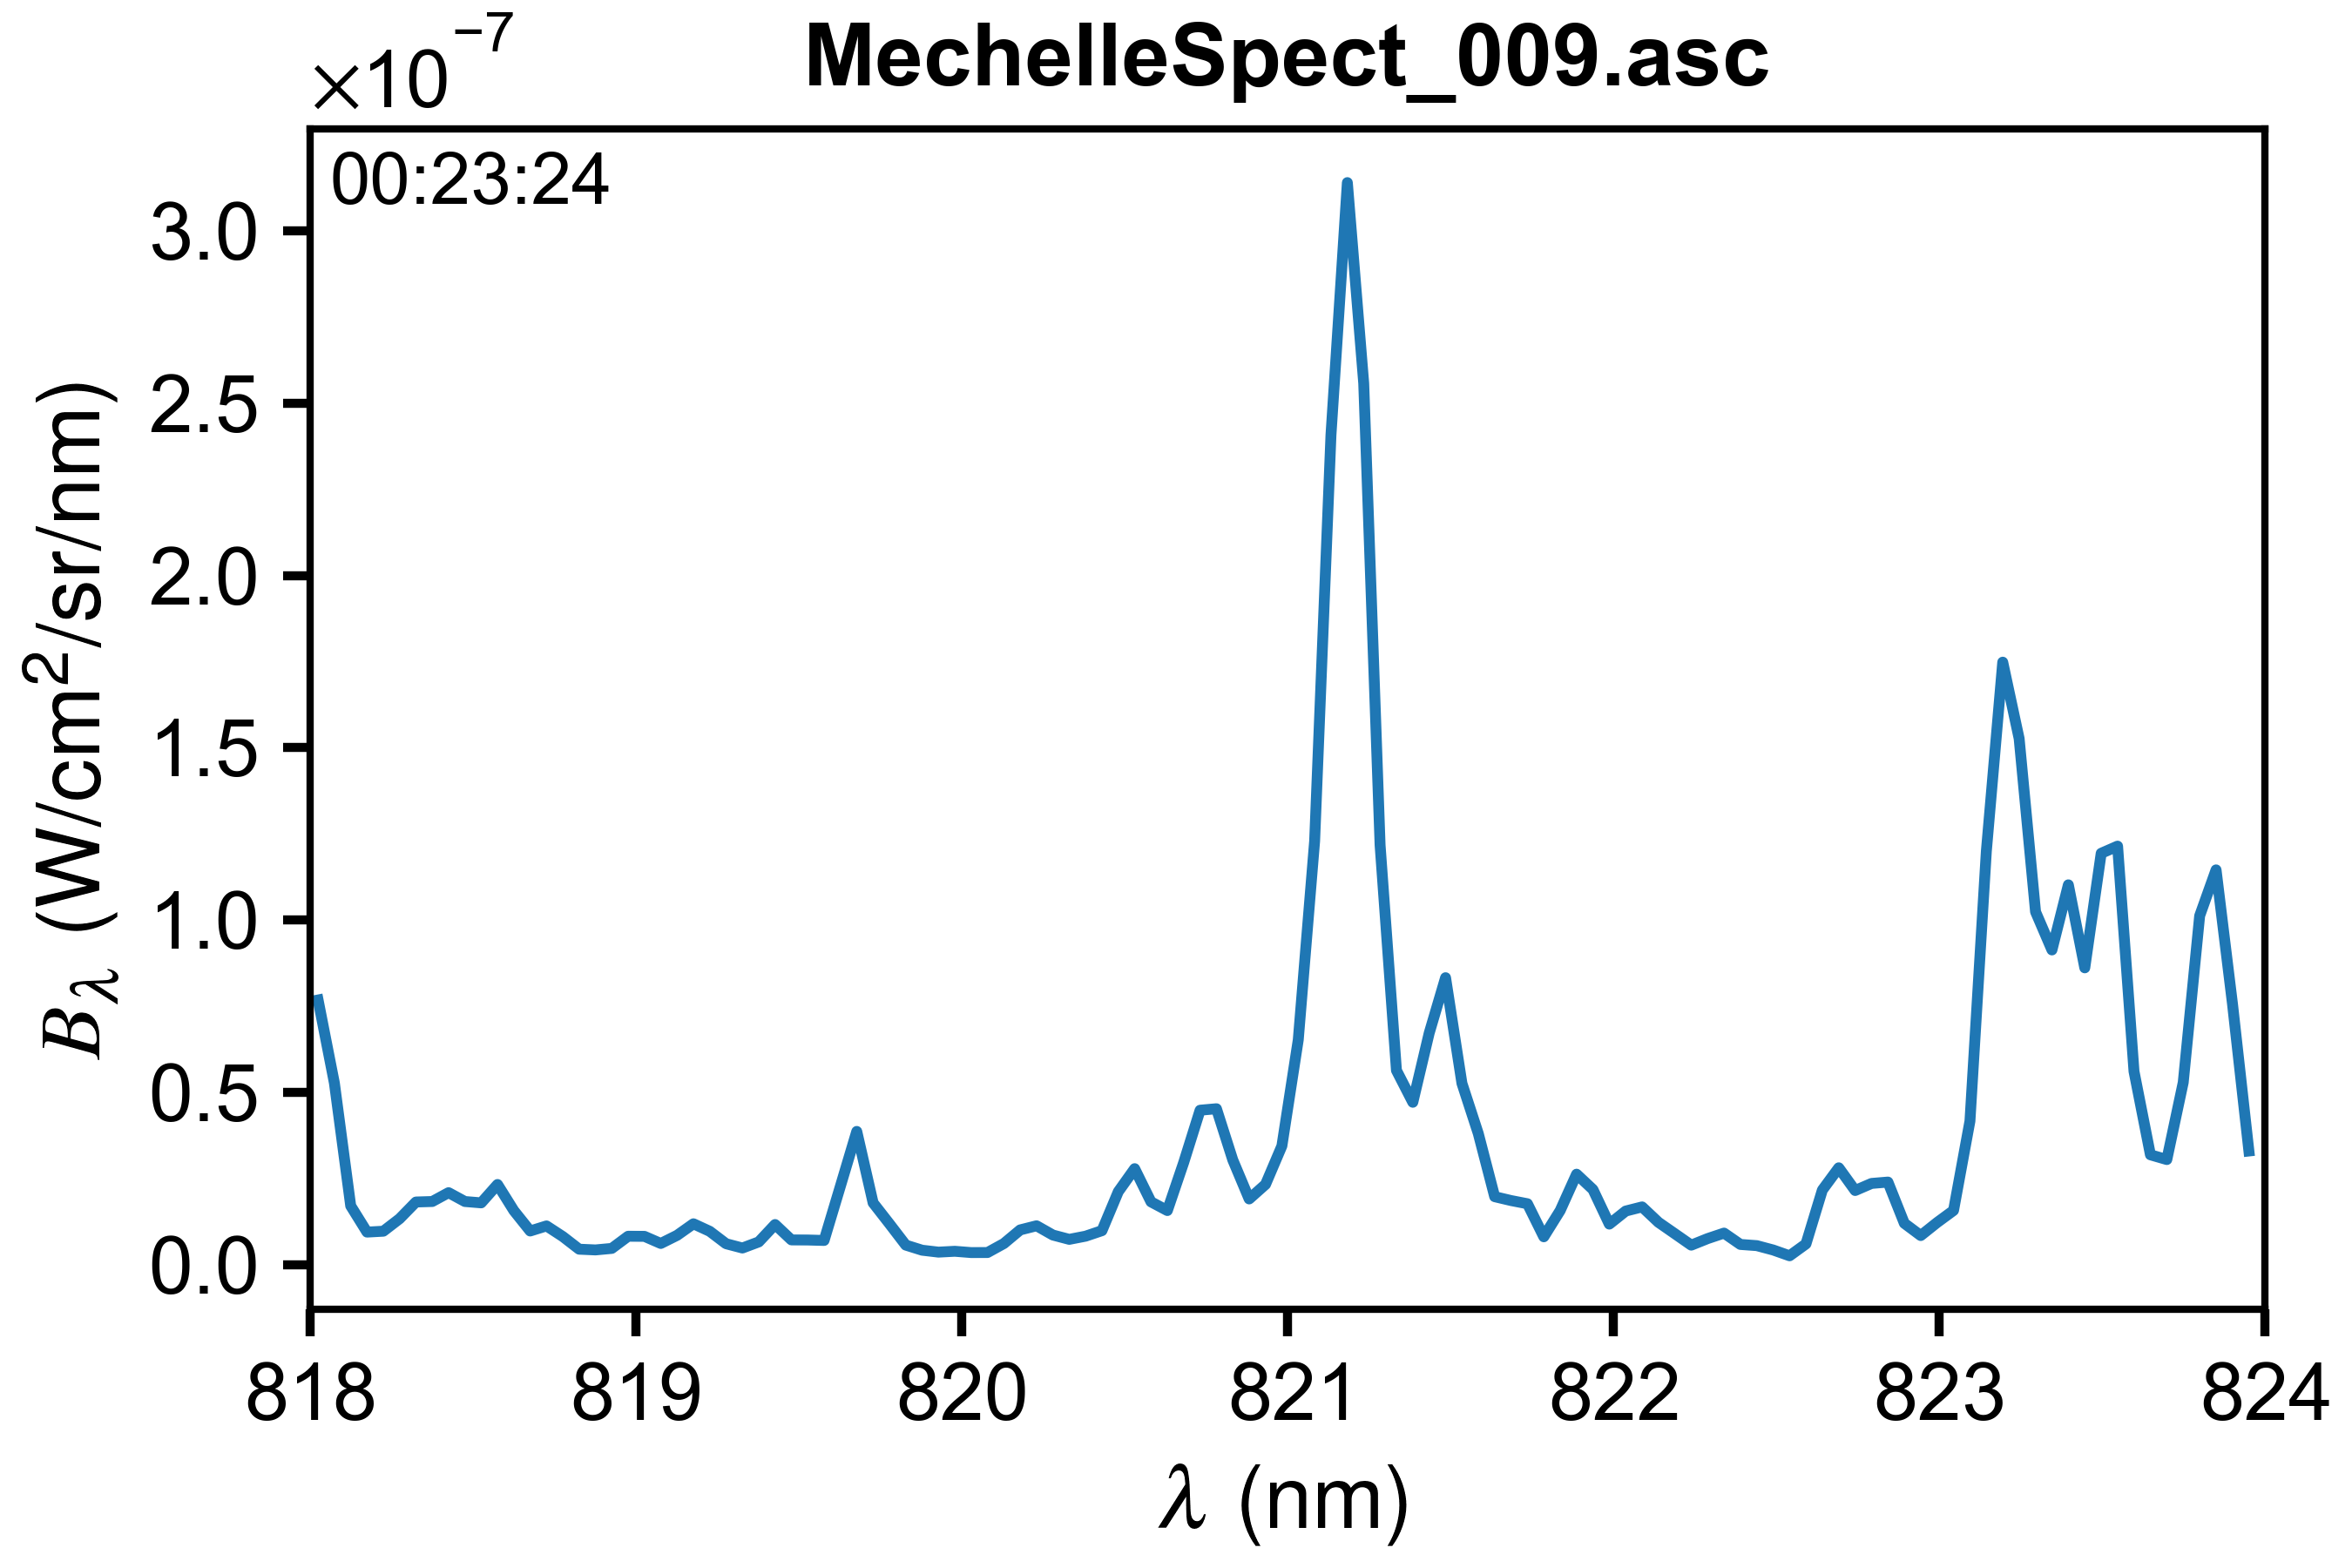 MechelleSpect_009.asc
×10⁻⁷
00:23:24
3.0
2.5
2.0
1.5
1.0
0.5
0.0
B_λ (W/cm²/sr/nm)
818 819 820 821 822 823 824
λ (nm)